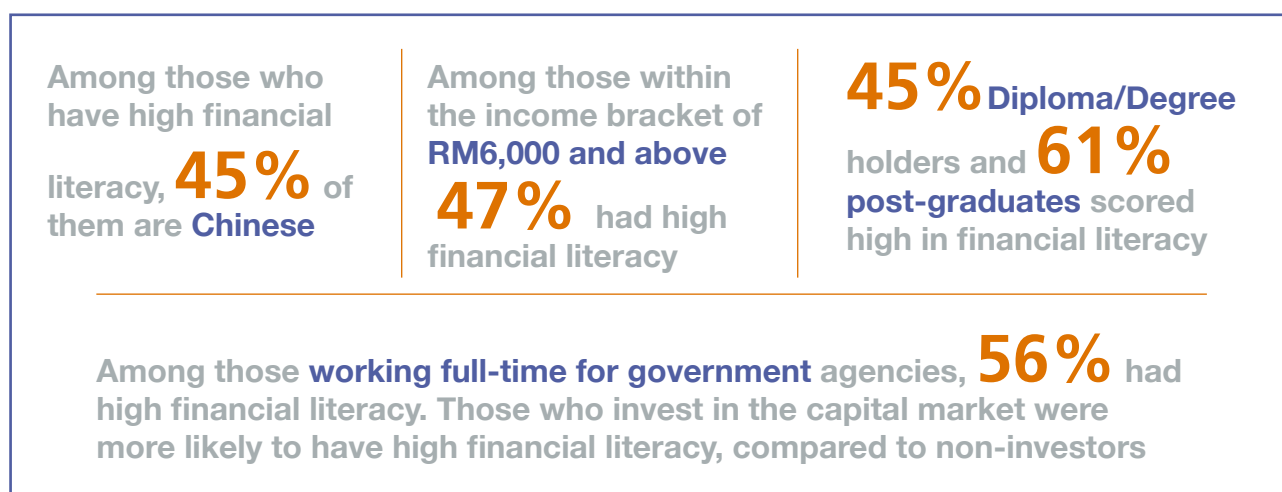 Among those who
have high financial
literacy, 45% of
them are Chinese
Among those within
the income bracket of
RM6,000 and above
47% had high
financial literacy
45% Diploma/Degree
holders and 61%
post-graduates scored
high in financial literacy
Among those working full-time for government agencies, 56% had
high financial literacy. Those who invest in the capital market were
more likely to have high financial literacy, compared to non-investors